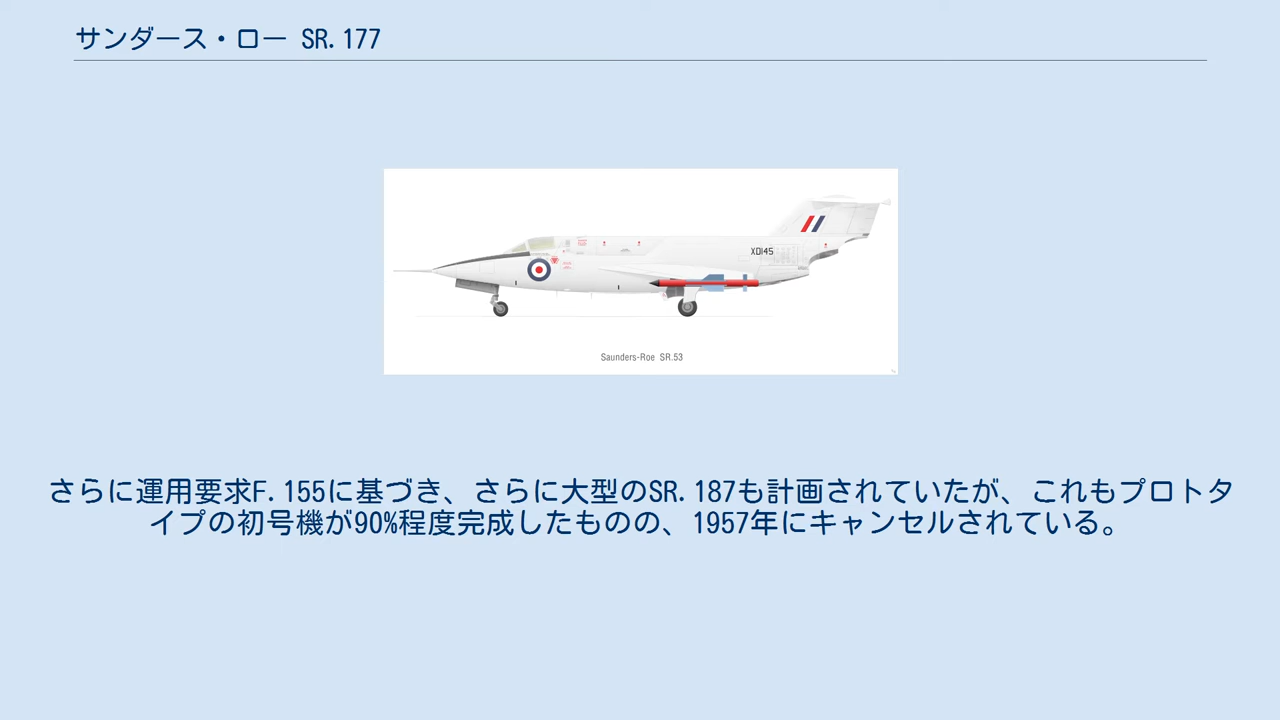 サンダース・ロー SR.177
XD145
Saunders-Roe SR.53
さらに運用要求F.155に基づき、さらに大型のSR.187も計画されていたが、これもプロトタ
イプの初号機が90%程度完成したものの、1957年にキャンセルされている。